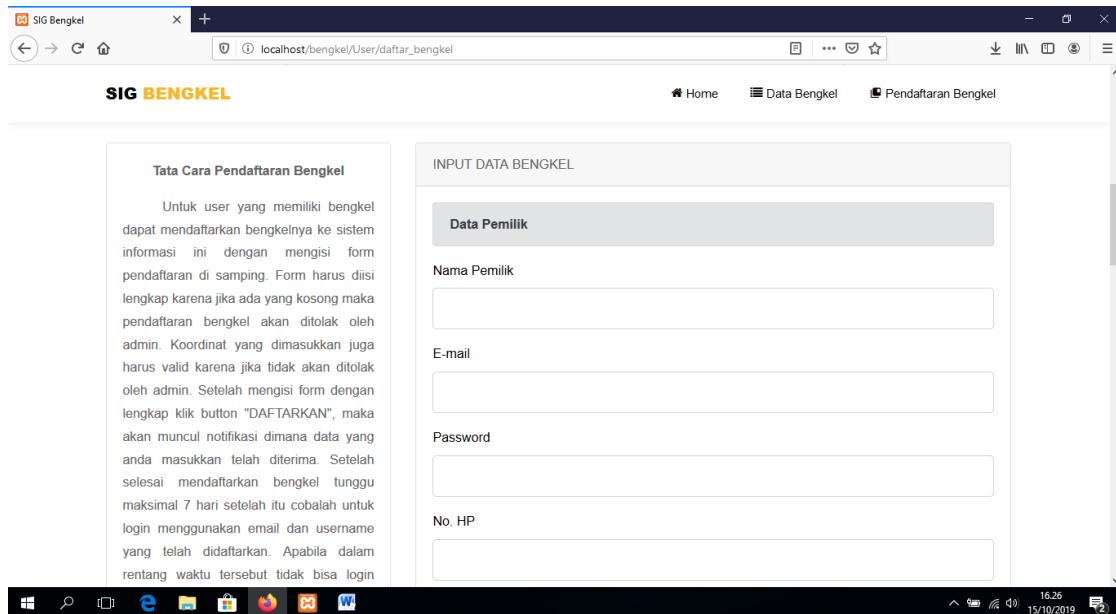 SIG Bengkel
localhost/bengkel/User/daftar_bengkel
SIG BENGKEL
Home
Data Bengkel
Pendaftaran Bengkel
Tata Cara Pendaftaran Bengkel
Untuk user yang memiliki bengkel
dapat mendaftarkan bengkelnya ke sistem
informasi ini dengan mengisi form
pendaftaran di samping. Form harus diisi
lengkap karena jika ada yang kosong maka
pendaftaran bengkel akan ditolak oleh
admin. Koordinat yang dimasukkan juga
harus valid karena jika tidak akan ditolak
oleh admin. Setelah mengisi form dengan
lengkap klik button "DAFTARKAN", maka
akan muncul notifikasi dimana data yang
anda masukkan telah diterima. Setelah
selesai mendaftarkan bengkel tunggu
maksimal 7 hari setelah itu cobalah untuk
login menggunakan email dan username
yang telah didaftarkan. Apabila dalam
rentang waktu tersebut tidak bisa login
INPUT DATA BENGKEL
Data Pemilik
Nama Pemilik
E-mail
Password
No. HP
16.26
15/10/2019